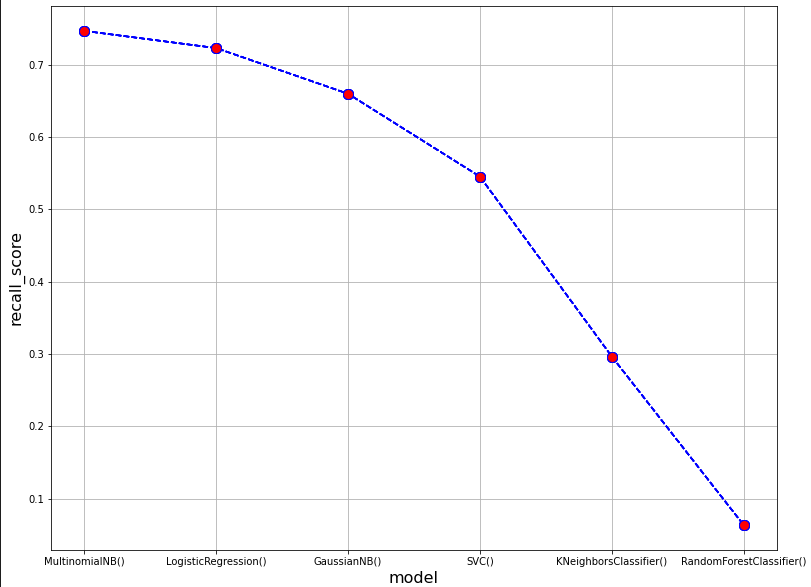 recall_score
0.7
0.6
0.5
0.4
0.3
0.2
0.1
MultinomialNB() LogisticRegression() GaussianNB() SVC() KNeighborsClassifier() RandomForestClassifier()
model